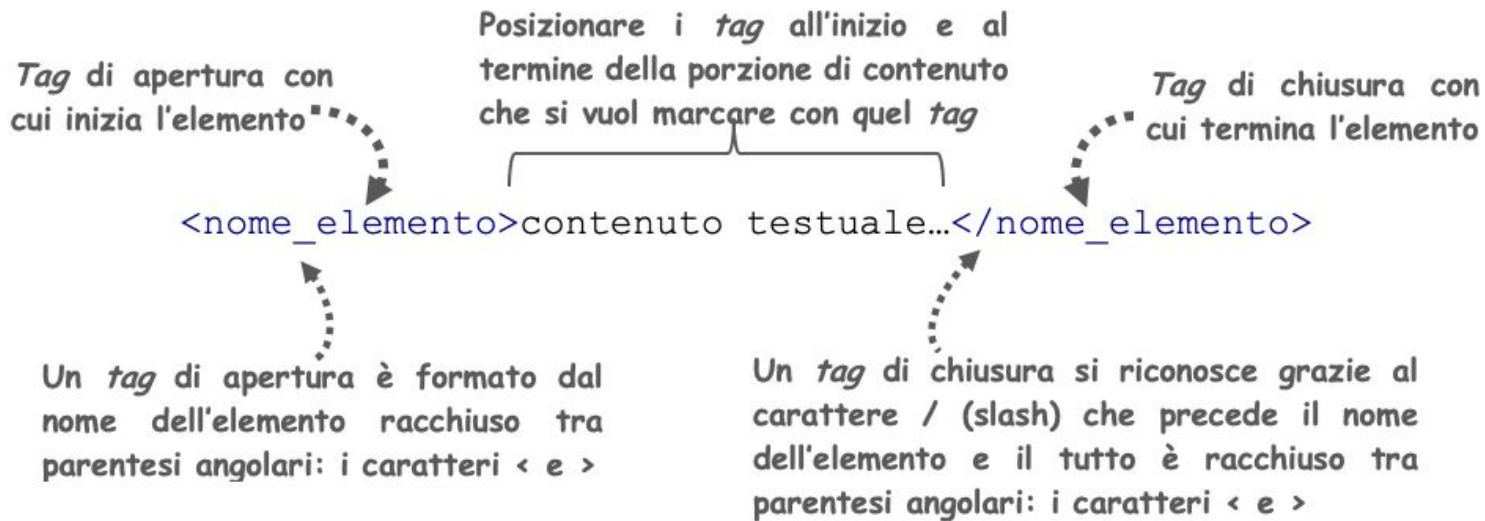 Tag di apertura con
cui inizia l'elemento
Posizionare i tag all'inizio e al
termine della porzione di contenuto
che si vuol marcare con quel tag
Tag di chiusura con
cui termina l'elemento
<nome_elemento>contenuto testuale…</nome_elemento>
Un tag di apertura è formato dal
nome dell'elemento racchiuso tra
parentesi angolari: i caratteri < e >
Un tag di chiusura si riconosce grazie al
carattere / (slash) che precede il nome
dell'elemento e il tutto è racchiuso tra
parentesi angolari: i caratteri < e >